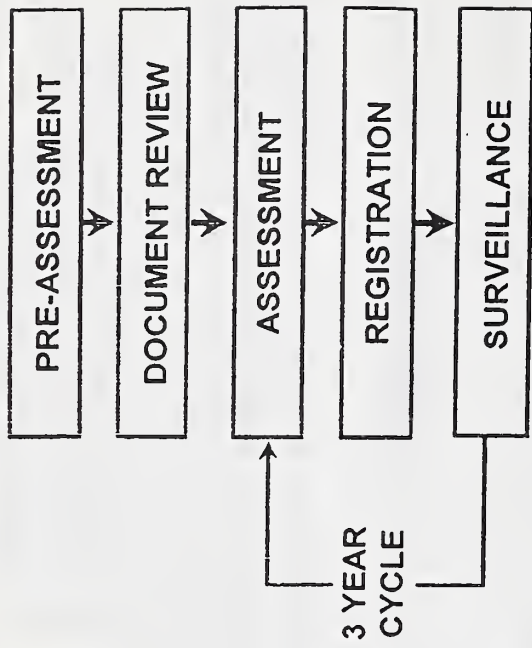 PRE-ASSESSMENT
DOCUMENT REVIEW
ASSESSMENT
REGISTRATION
SURVEILLANCE
3 YEAR
CYCLE